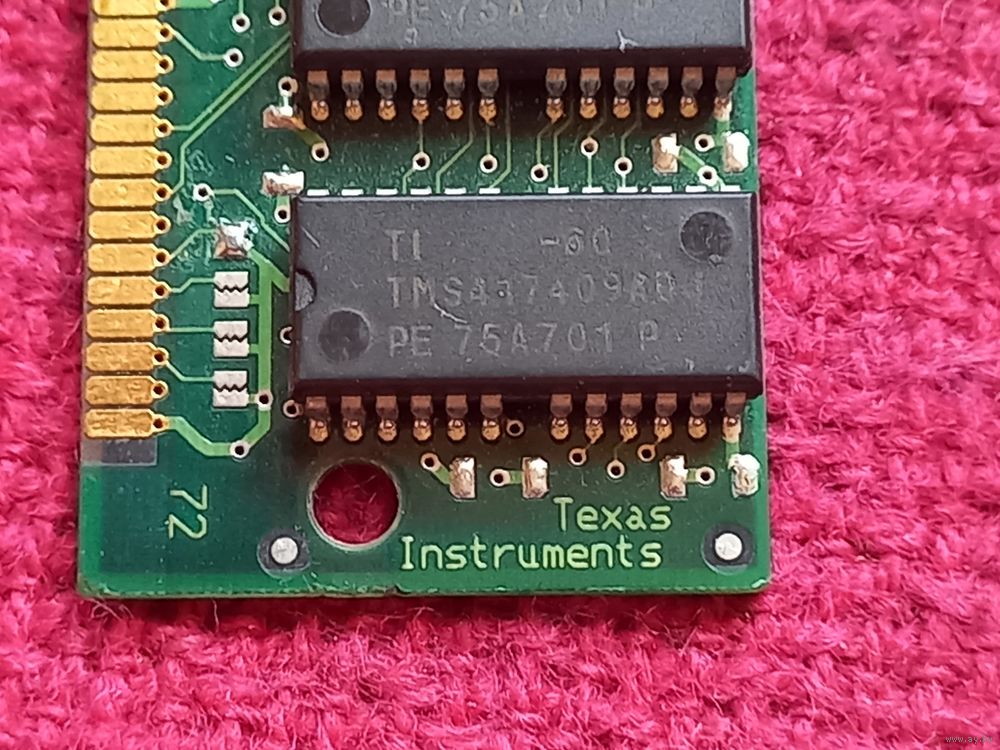 PE 75A701 P
TI -60
TMS417409ADJ
PE 75A701 P
72
Texas
Instruments